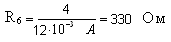 R₆ = 4 / (12·10⁻³ A) = 330 Ом